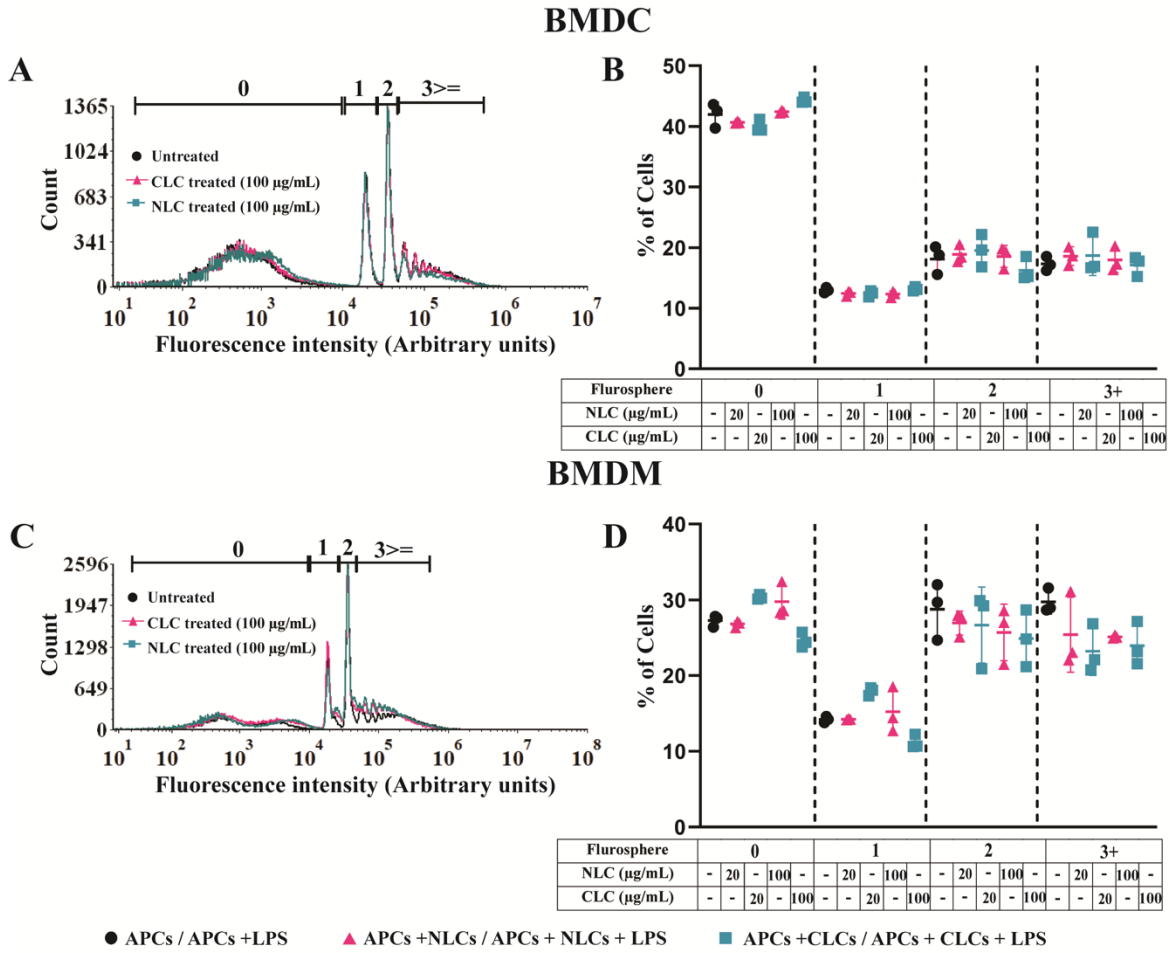 BMDC
A
0 1 2 3>=
1365
1024
683
341
0
Count
Untreated
CLC treated (100 µg/mL)
NLC treated (100 µg/mL)
10^1 10^2 10^3 10^4 10^5 10^6 10^7
Fluorescence intensity (Arbitrary units)
B
50
40
30
20
10
0
% of Cells
Flurosphere 0 1 2 3+
NLC (µg/mL) - 20 - 100 - - 20 - 100 - - 20 - 100 - - 20 - 100 -
CLC (µg/mL) - - 20 - 100 - - 20 - 100 - - 20 - 100 - - 20 - 100
BMDM
C
0 1 2 3>=
2596
1947
1298
649
0
Count
Untreated
CLC treated (100 µg/mL)
NLC treated (100 µg/mL)
10^1 10^2 10^3 10^4 10^5 10^6 10^7 10^8
Fluorescence intensity (Arbitrary units)
D
40
30
20
10
0
% of Cells
Flurosphere 0 1 2 3+
NLC (µg/mL) - 20 - 100 - - 20 - 100 - - 20 - 100 - - 20 - 100 -
CLC (µg/mL) - - 20 - 100 - - 20 - 100 - - 20 - 100 - - 20 - 100
APCs / APCs +LPS
APCs +NLCs / APCs + NLCs + LPS
APCs +CLCs / APCs + CLCs + LPS